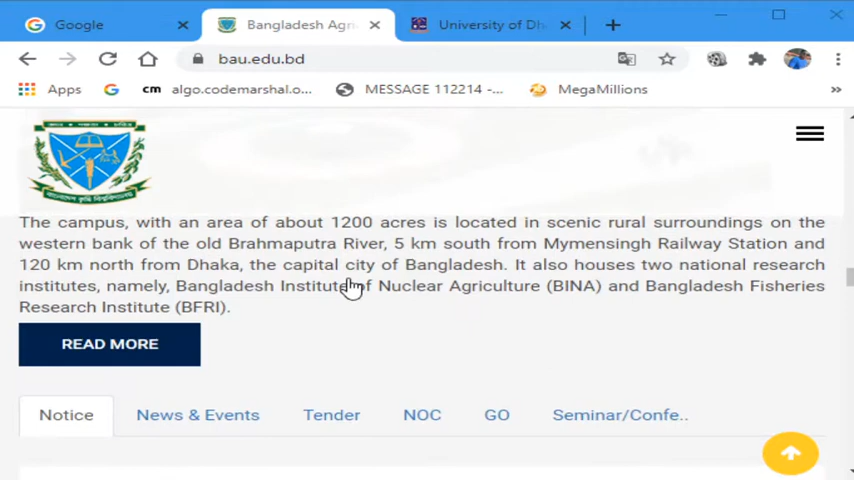 Google
Bangladesh Agri
University of Dh
bau.edu.bd
Apps
cm algo.codemarshal.o...
MESSAGE 112214 -...
MegaMillions
The campus, with an area of about 1200 acres is located in scenic rural surroundings on the
western bank of the old Brahmaputra River, 5 km south from Mymensingh Railway Station and
120 km north from Dhaka, the capital city of Bangladesh. It also houses two national research
institutes, namely, Bangladesh Institute of Nuclear Agriculture (BINA) and Bangladesh Fisheries
Research Institute (BFRI).
READ MORE
Notice
News & Events
Tender
NOC
GO
Seminar/Confe..